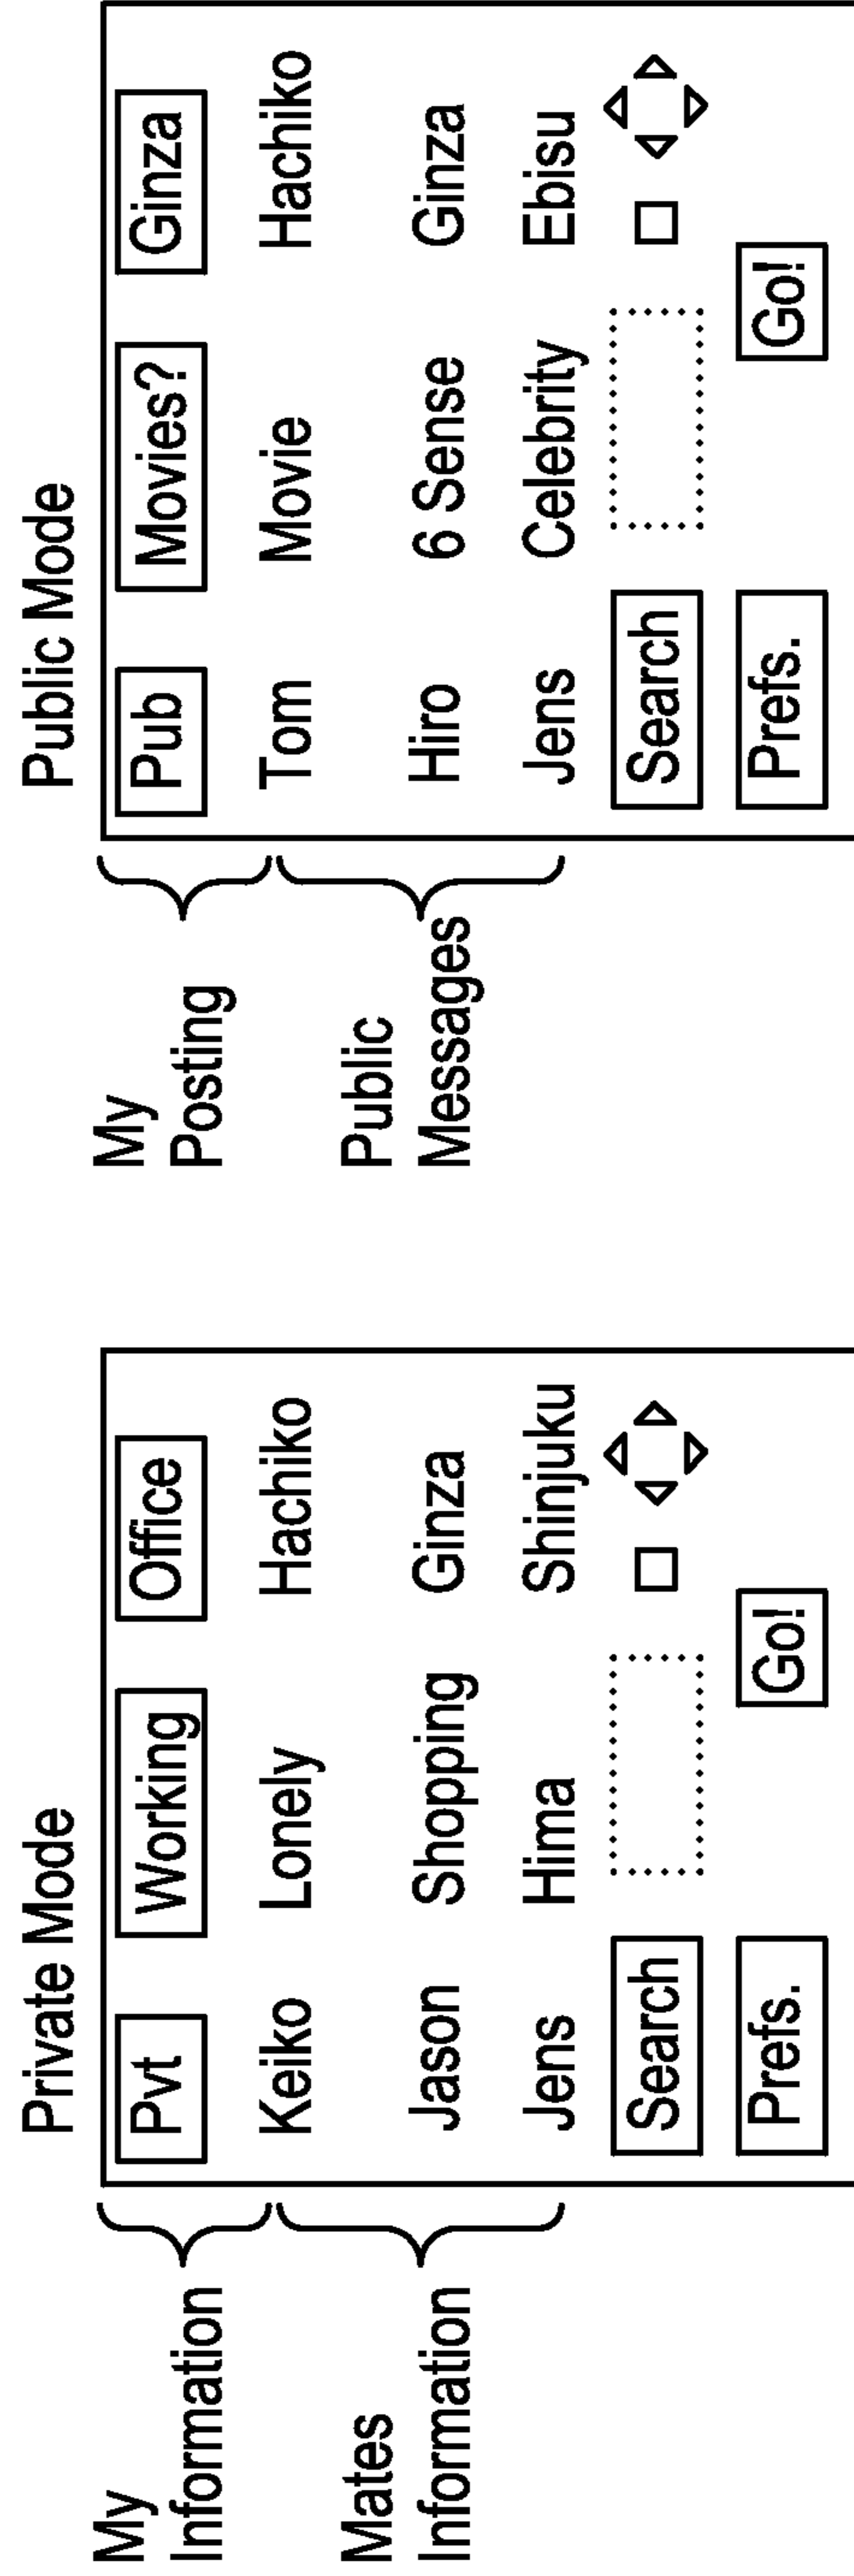 Private Mode
My
Information
Pvt Working Office
Mates
Information
Keiko Lonely Hachiko
Jason Shopping Ginza
Jens Hima Shinjuku
Search
Prefs. Go!
Public Mode
My
Posting
Pub Movies? Ginza
Public
Messages
Tom Movie Hachiko
Hiro 6 Sense Ginza
Jens Celebrity Ebisu
Search
Prefs. Go!